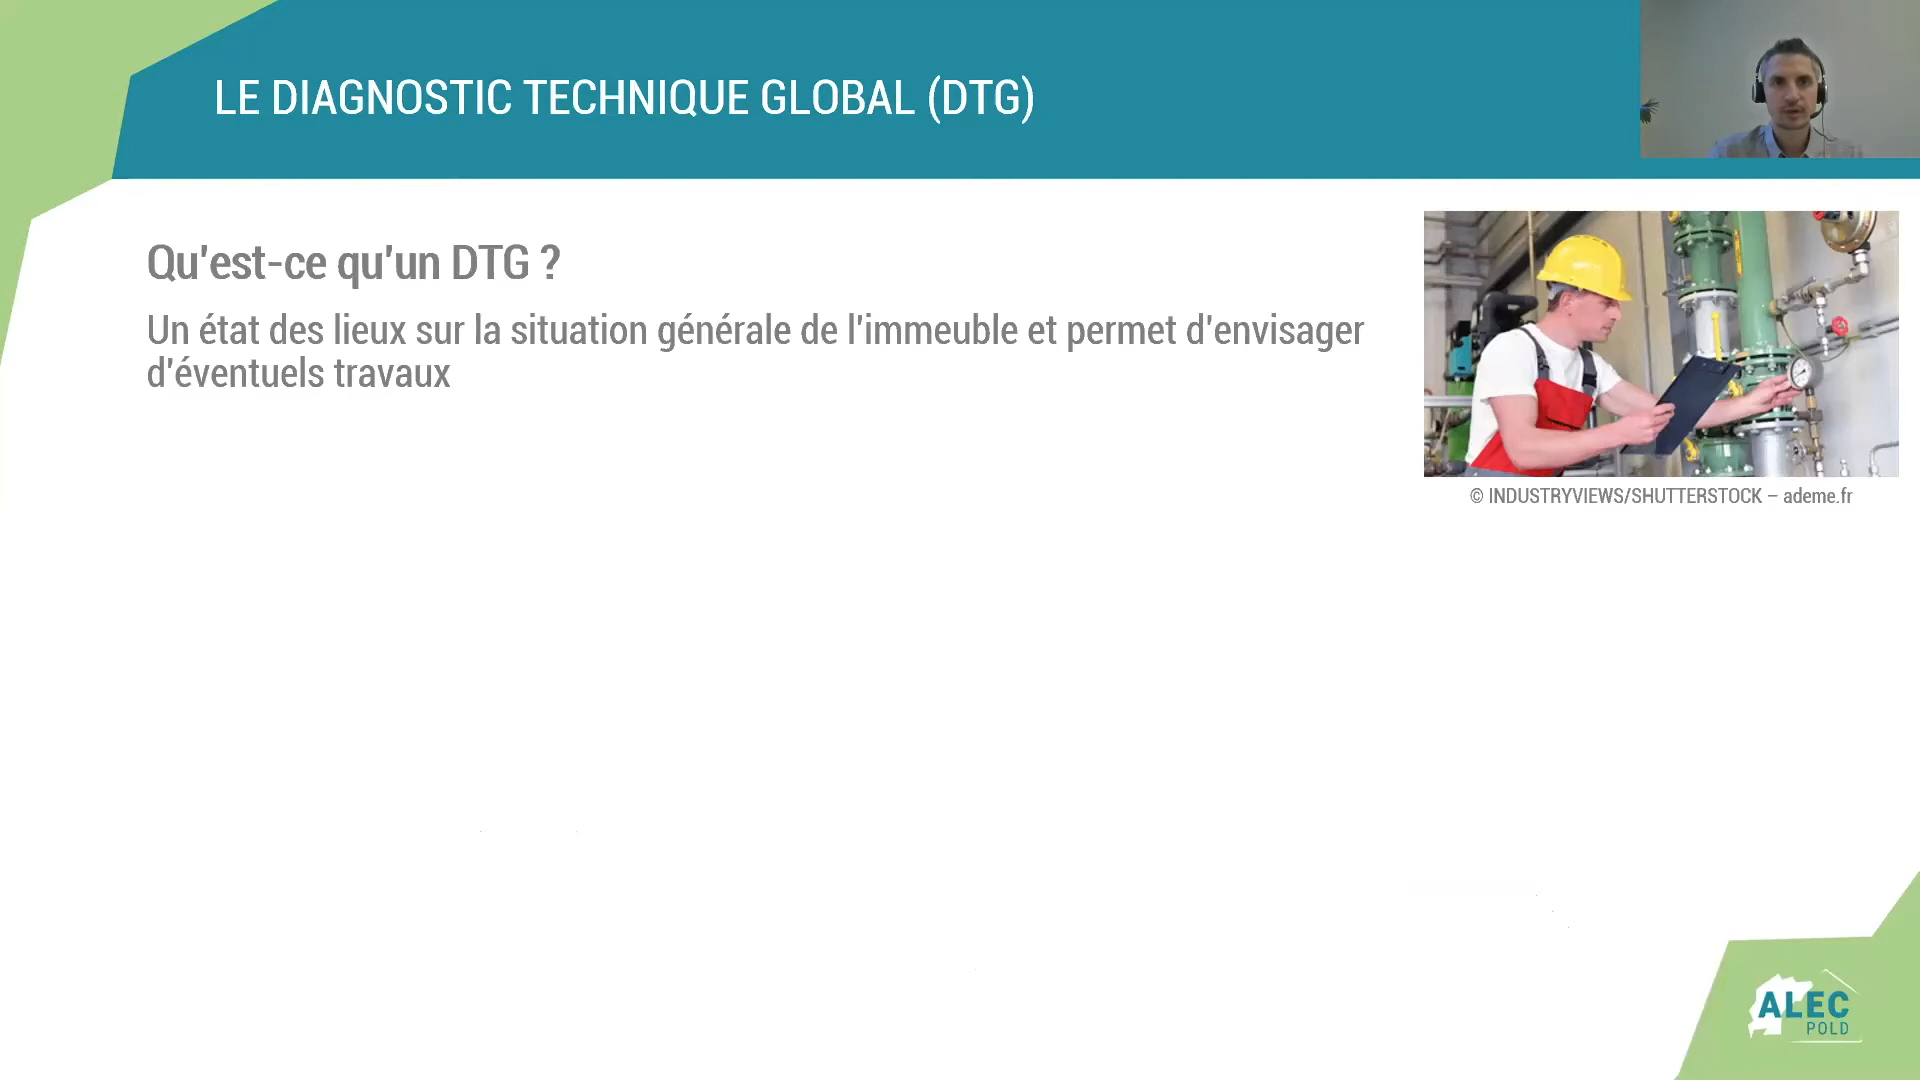 LE DIAGNOSTIC TECHNIQUE GLOBAL (DTG)
Qu'est-ce qu'un DTG ?
Un état des lieux sur la situation générale de l'immeuble et permet d'envisager
d'éventuels travaux
© INDUSTRYVIEWS/SHUTTERSTOCK – ademe.fr
ALEC
POLD